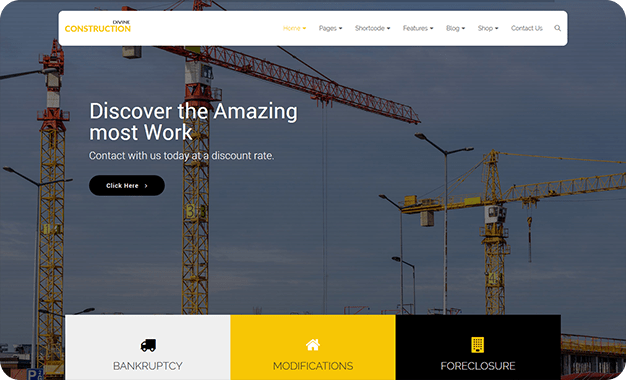 DIVINE
CONSTRUCTION
Home Pages Shortcode Features Blog Shop Contact Us
Discover the Amazing
most Work
Contact with us today at a discount rate.
Click Here
BANKRUPTCY MODIFICATIONS FORECLOSURE